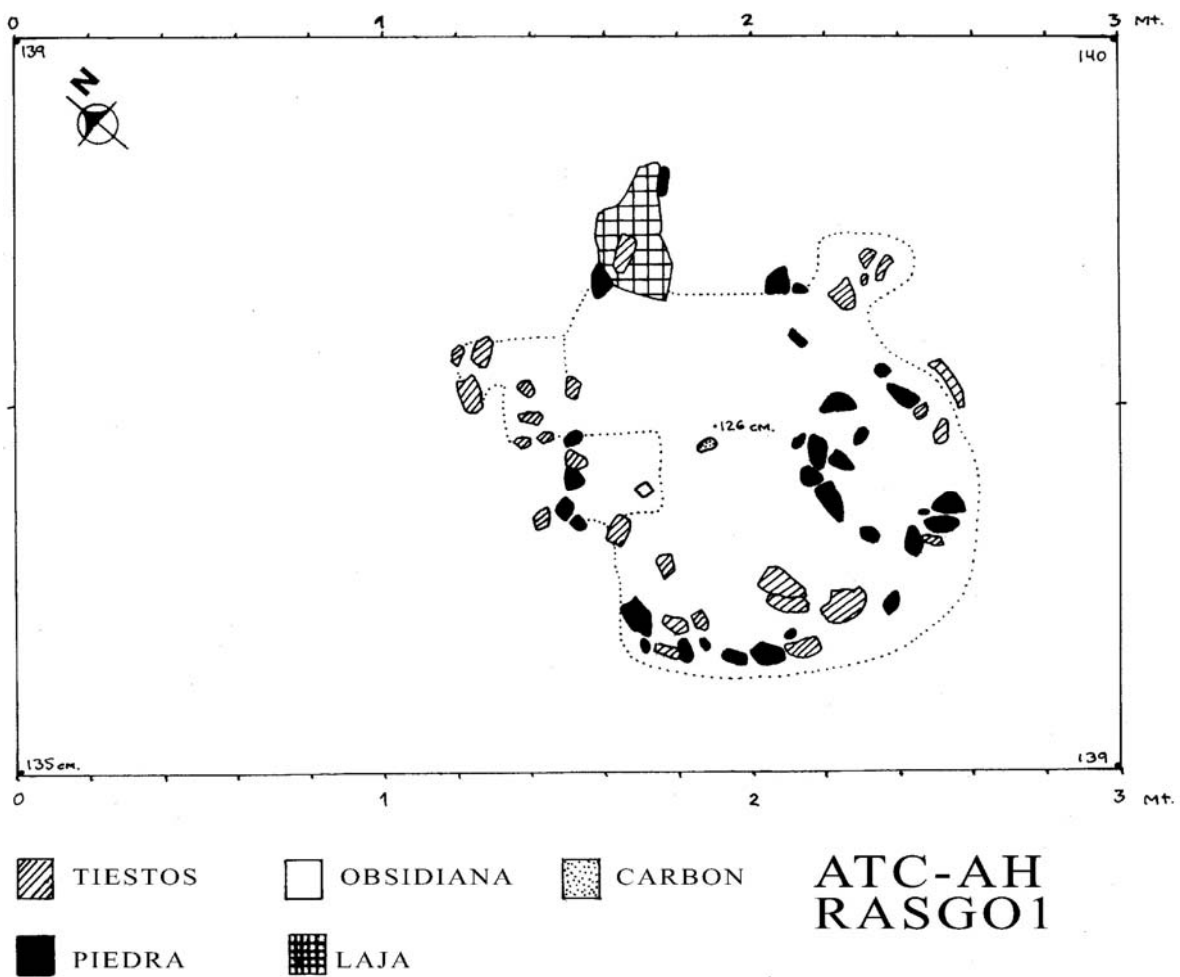 0 1 2 3 Mt.
139 140
N
·126 cm.
135 cm. 139
0 1 2 3 Mt.
TIESTOS OBSIDIANA CARBON
PIEDRA LAJA
ATC-AH
RASGO1